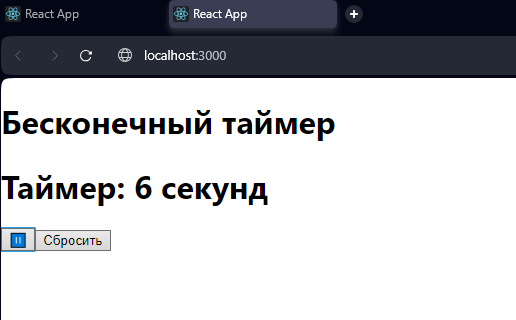 React App
React App
localhost:3000
Бесконечный таймер
Таймер: 6 секунд
Сбросить